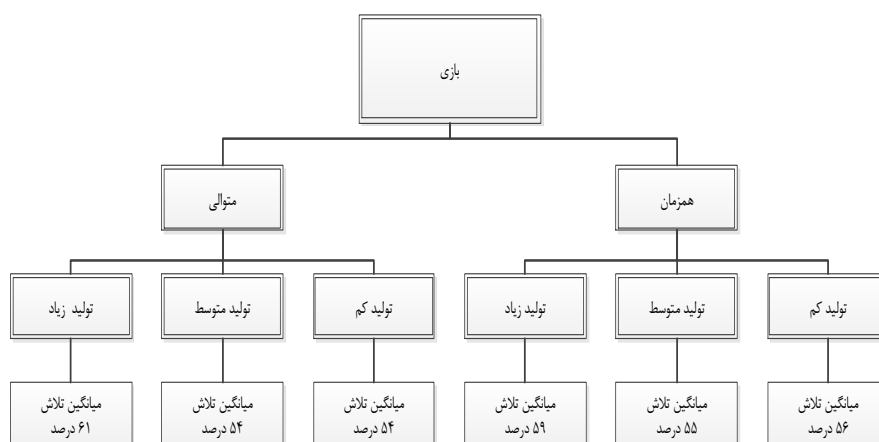 بازی
همزمان
متوالی
تولید کم
تولید متوسط
تولید زیاد
تولید کم
تولید متوسط
تولید زیاد
میانگین تلاش
۵۶ درصد
میانگین تلاش
۵۵ درصد
میانگین تلاش
۵۹ درصد
میانگین تلاش
۵۴ درصد
میانگین تلاش
۵۴ درصد
میانگین تلاش
۶۱ درصد